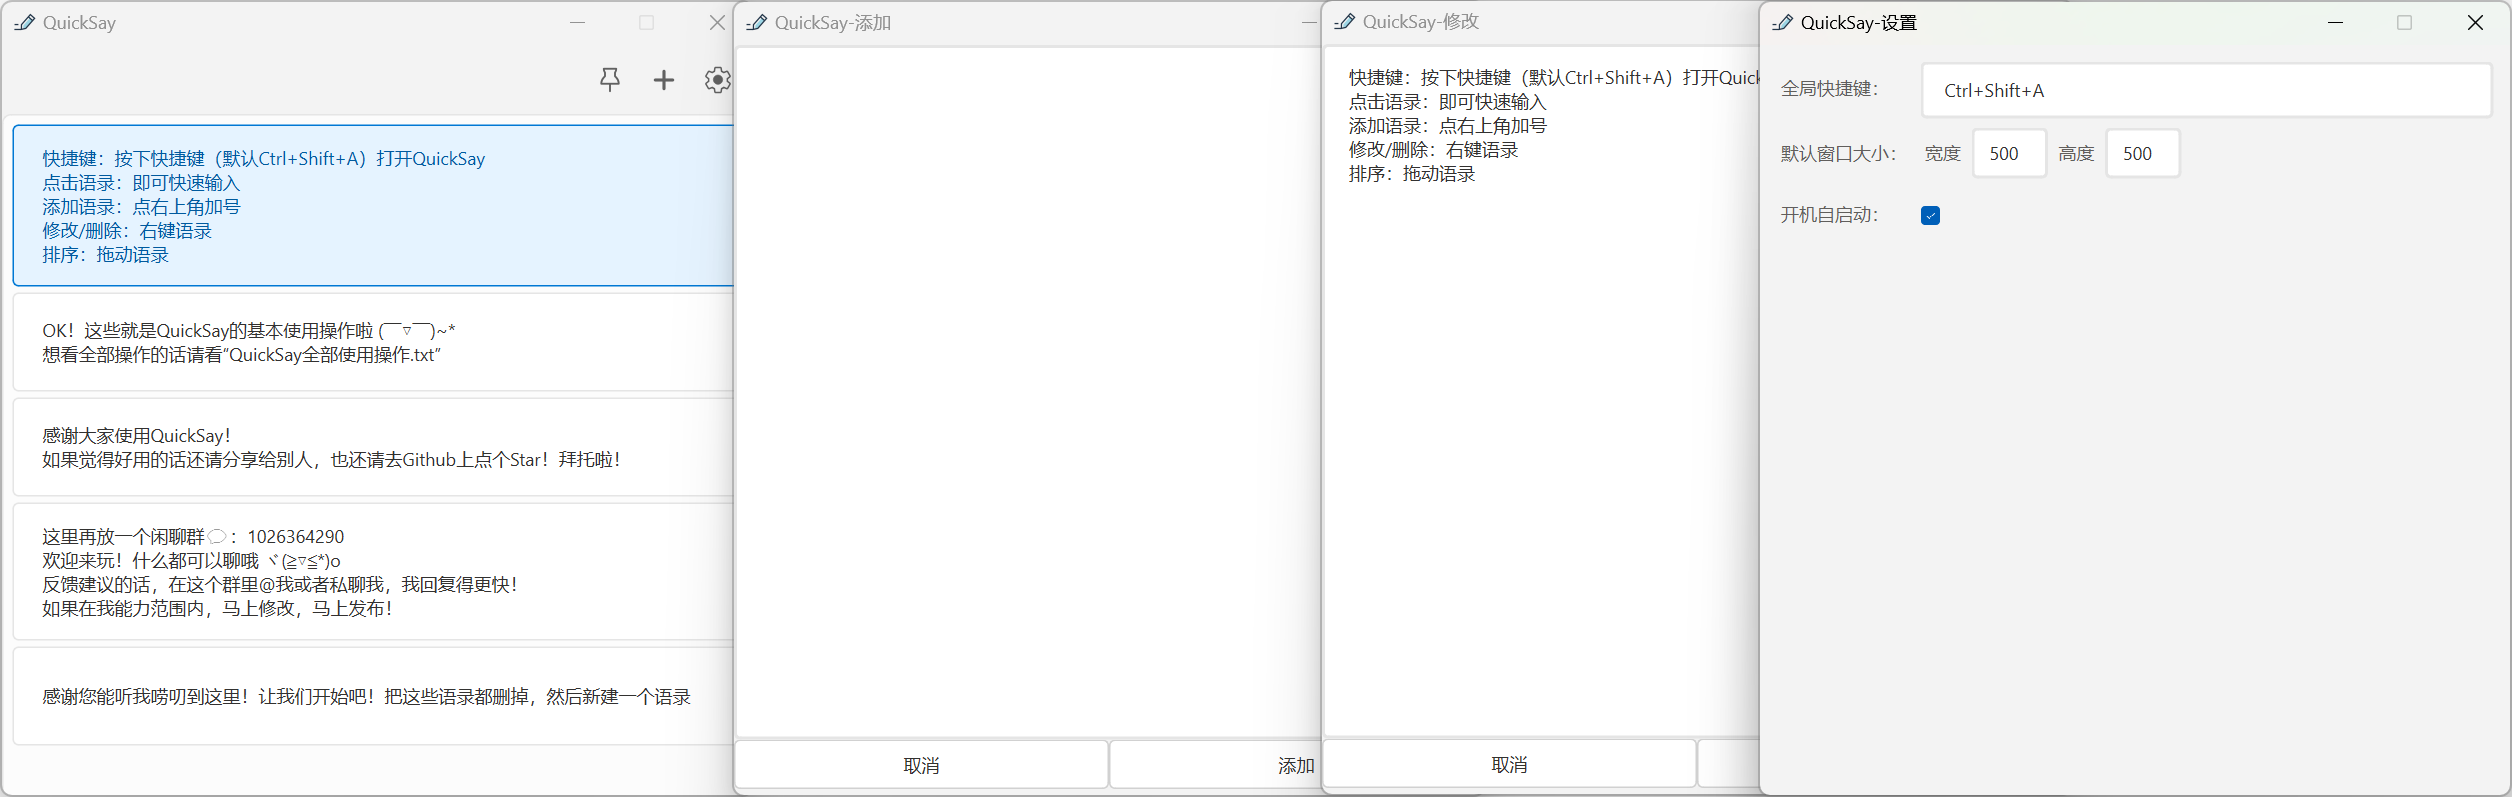 QuickSay
快捷键：按下快捷键（默认Ctrl+Shift+A）打开QuickSay
点击语录：即可快速输入
添加语录：点右上角加号
修改/删除：右键语录
排序：拖动语录
OK！这些就是QuickSay的基本使用操作啦 (￣▽￣)~*
想看全部操作的话请看“QuickSay全部使用操作.txt”
感谢大家使用QuickSay！
如果觉得好用的话还请分享给别人，也还请去Github上点个Star！拜托啦！
这里再放一个闲聊群💬：1026364290
欢迎来玩！什么都可以聊哦 ヾ(≧▽≦*)o
反馈建议的话，在这个群里@我或者私聊我，我回复得更快！
如果在我能力范围内，马上修改，马上发布！
感谢您能听我唠叨到这里！让我们开始吧！把这些语录都删掉，然后新建一个语录
QuickSay-添加
取消
添加
QuickSay-修改
快捷键：按下快捷键（默认Ctrl+Shift+A）打开Quick
点击语录：即可快速输入
添加语录：点右上角加号
修改/删除：右键语录
排序：拖动语录
取消
QuickSay-设置
全局快捷键： Ctrl+Shift+A
默认窗口大小： 宽度 500 高度 500
开机自启动：